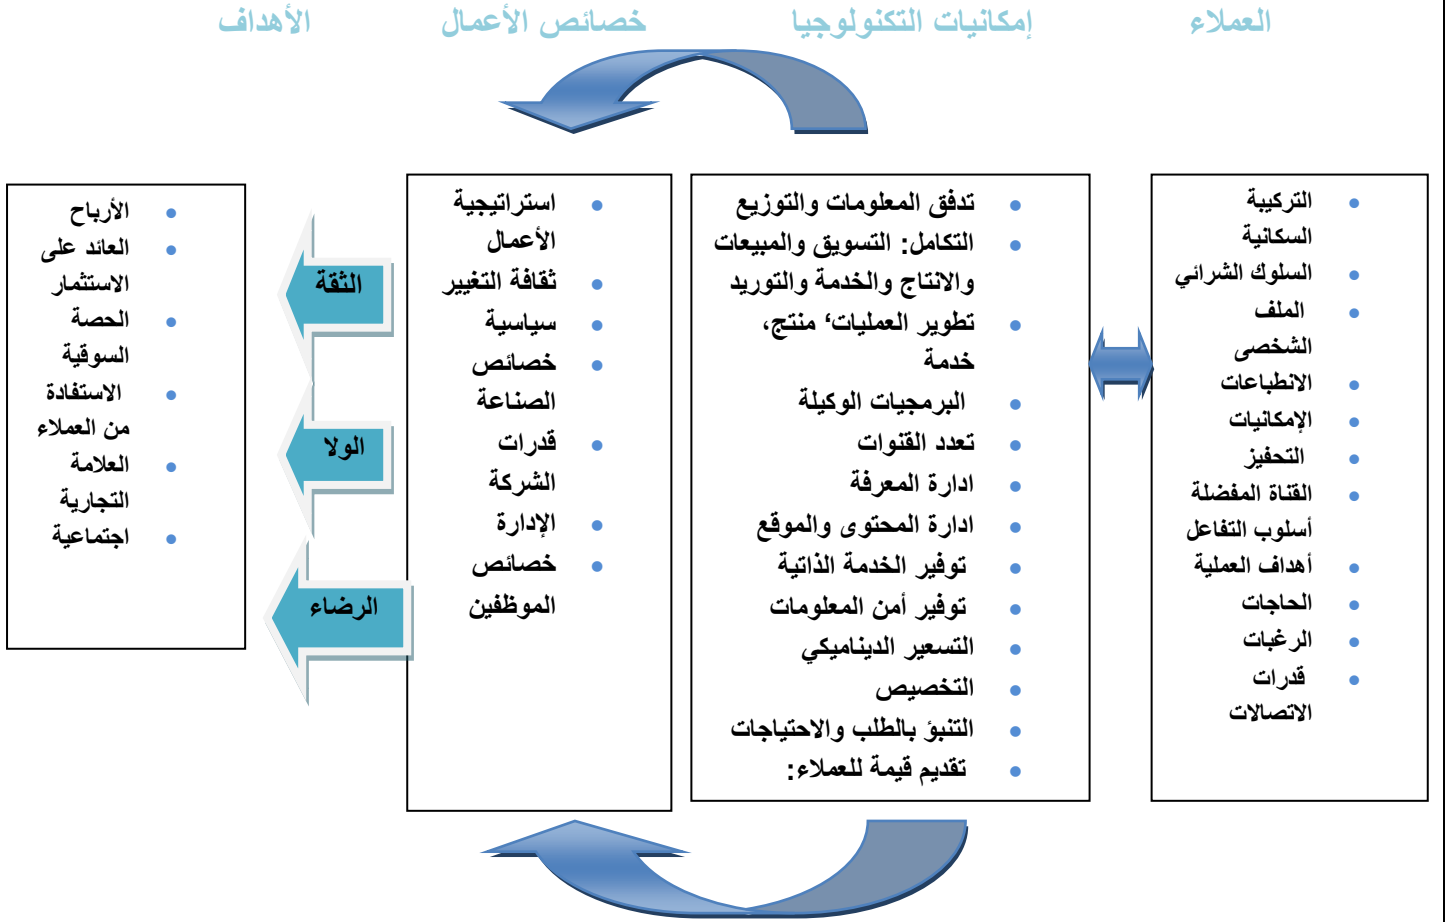 العملاء
إمكانيات التكنولوجيا
خصائص الأعمال
الأهداف
التركيبة
السكانية
السلوك الشرائي
الملف
الشخصى
الانطباعات
الإمكانيات
التحفيز
القناة المفضلة
أسلوب التفاعل
أهداف العملية
الحاجات
الرغبات
قدرات
الاتصالات
تدفق المعلومات والتوزيع
التكامل: التسويق والمبيعات
والانتاج والخدمة والتوريد
تطوير العمليات‘ منتج،
خدمة
البرمجيات الوكيلة
تعدد القنوات
ادارة المعرفة
ادارة المحتوى والموقع
توفير الخدمة الذاتية
توفير أمن المعلومات
التسعير الديناميكي
التخصيص
التنبؤ بالطلب والاحتياجات
تقديم قيمة للعملاء:
استراتيجية
الأعمال
ثقافة التغيير
سياسية
خصائص
الصناعة
قدرات
الشركة
الإدارة
خصائص
الموظفين
الثقة
الولا
الرضاء
الأرباح
العائد على
الاستثمار
الحصة
السوقية
الاستفادة
من العملاء
العلامة
التجارية
اجتماعية